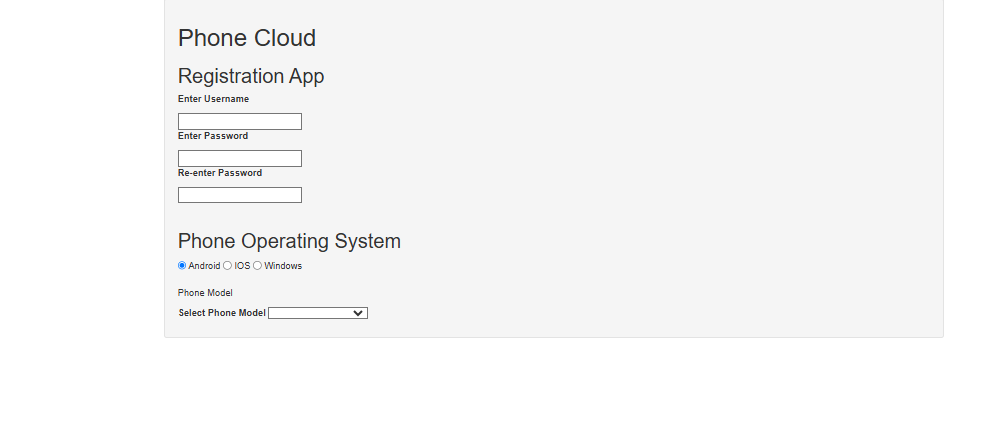 Phone Cloud
Registration App
Enter Username
Enter Password
Re-enter Password
Phone Operating System
Android IOS Windows
Phone Model
Select Phone Model